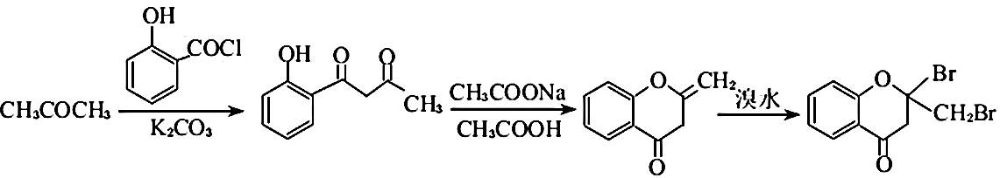 CH₃COCH₃
OH
COCl
K₂CO₃
OH
O
O
CH₃
CH₃COONa
CH₃COOH
O
CH₂
O
溴水
O
Br
CH₂Br
O